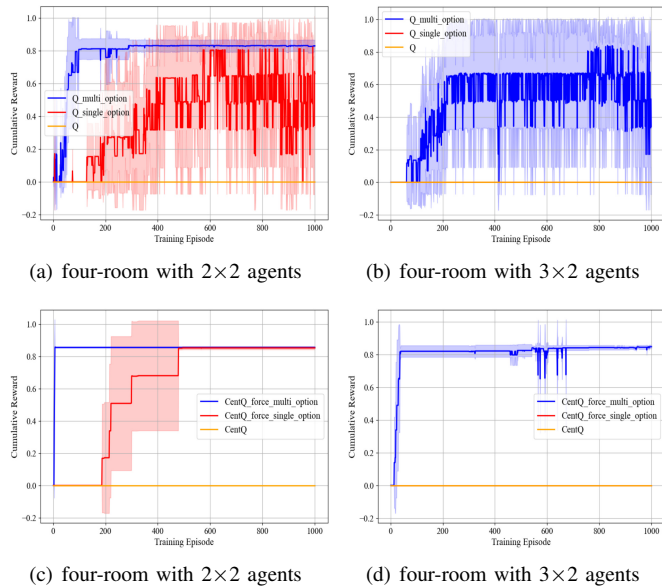 1.0
0.8
0.6
0.4
0.2
0.0
−0.2
Cumulative Reward
Q_multi_option
Q_single_option
Q
0
200
400
600
800
1000
Training Episode
(a) four-room with 2×2 agents
1.0
0.8
0.6
0.4
0.2
0.0
−0.2
Cumulative Reward
Q_multi_option
Q_single_option
Q
0
200
400
600
800
1000
Training Episode
(b) four-room with 3×2 agents
1.0
0.8
0.6
0.4
0.2
0.0
−0.2
Cumulative Reward
CentQ_force_multi_option
CentQ_force_single_option
CentQ
0
200
400
600
800
1000
Training Episode
(c) four-room with 2×2 agents
1.0
0.8
0.6
0.4
0.2
0.0
−0.2
Cumulative Reward
CentQ_force_multi_option
CentQ_force_single_option
CentQ
0
200
400
600
800
1000
Training Episode
(d) four-room with 3×2 agents